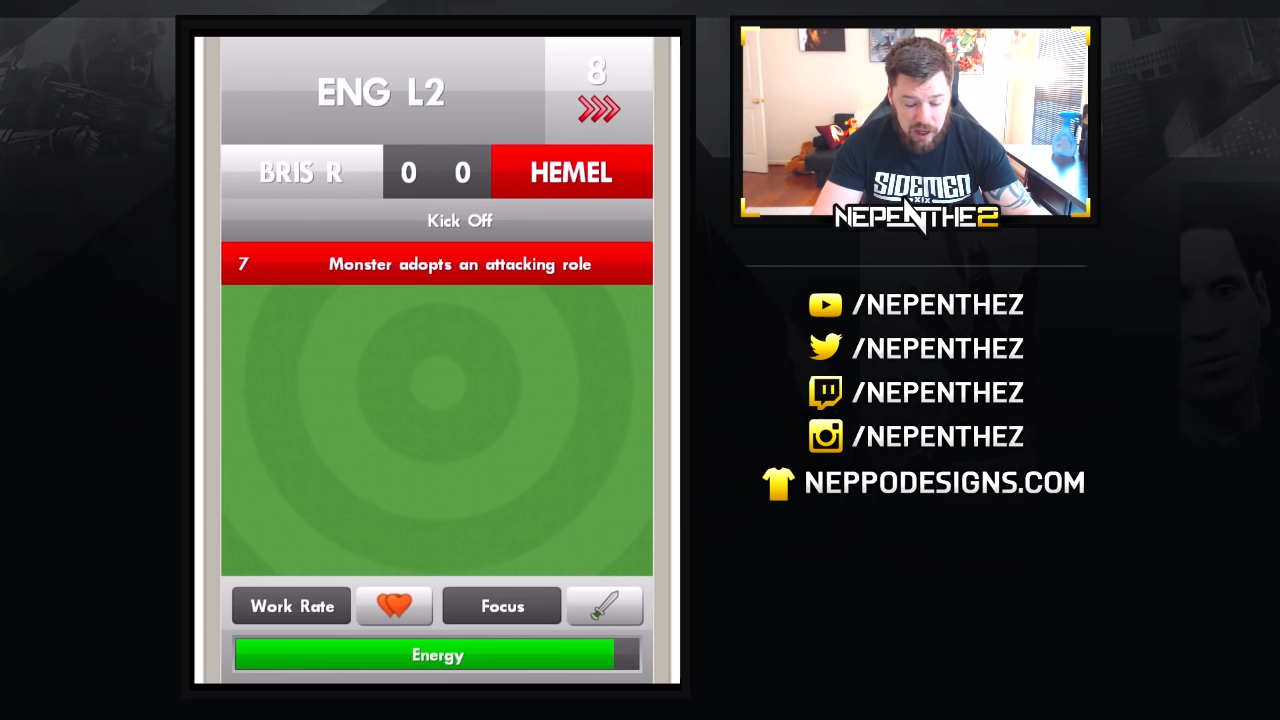 ENG L2
8
BRIS R 0 0 HEMEL
Kick Off
7 Monster adopts an attacking role
Work Rate Focus
Energy
SIDEMEN
XIX
NEPENTHEZ
/NEPENTHEZ
/NEPENTHEZ
/NEPENTHEZ
/NEPENTHEZ
NEPPODESIGNS.COM